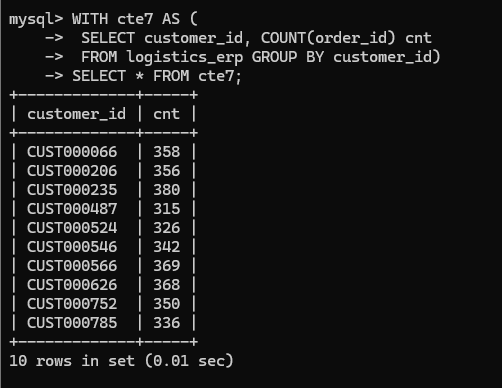 mysql> WITH cte7 AS (
    ->  SELECT customer_id, COUNT(order_id) cnt
    ->  FROM logistics_erp GROUP BY customer_id)
    -> SELECT * FROM cte7;
+-------------+-----+
| customer_id | cnt |
+-------------+-----+
| CUST000066  | 358 |
| CUST000206  | 356 |
| CUST000235  | 380 |
| CUST000487  | 315 |
| CUST000524  | 326 |
| CUST000546  | 342 |
| CUST000566  | 369 |
| CUST000626  | 368 |
| CUST000752  | 350 |
| CUST000785  | 336 |
+-------------+-----+
10 rows in set (0.01 sec)